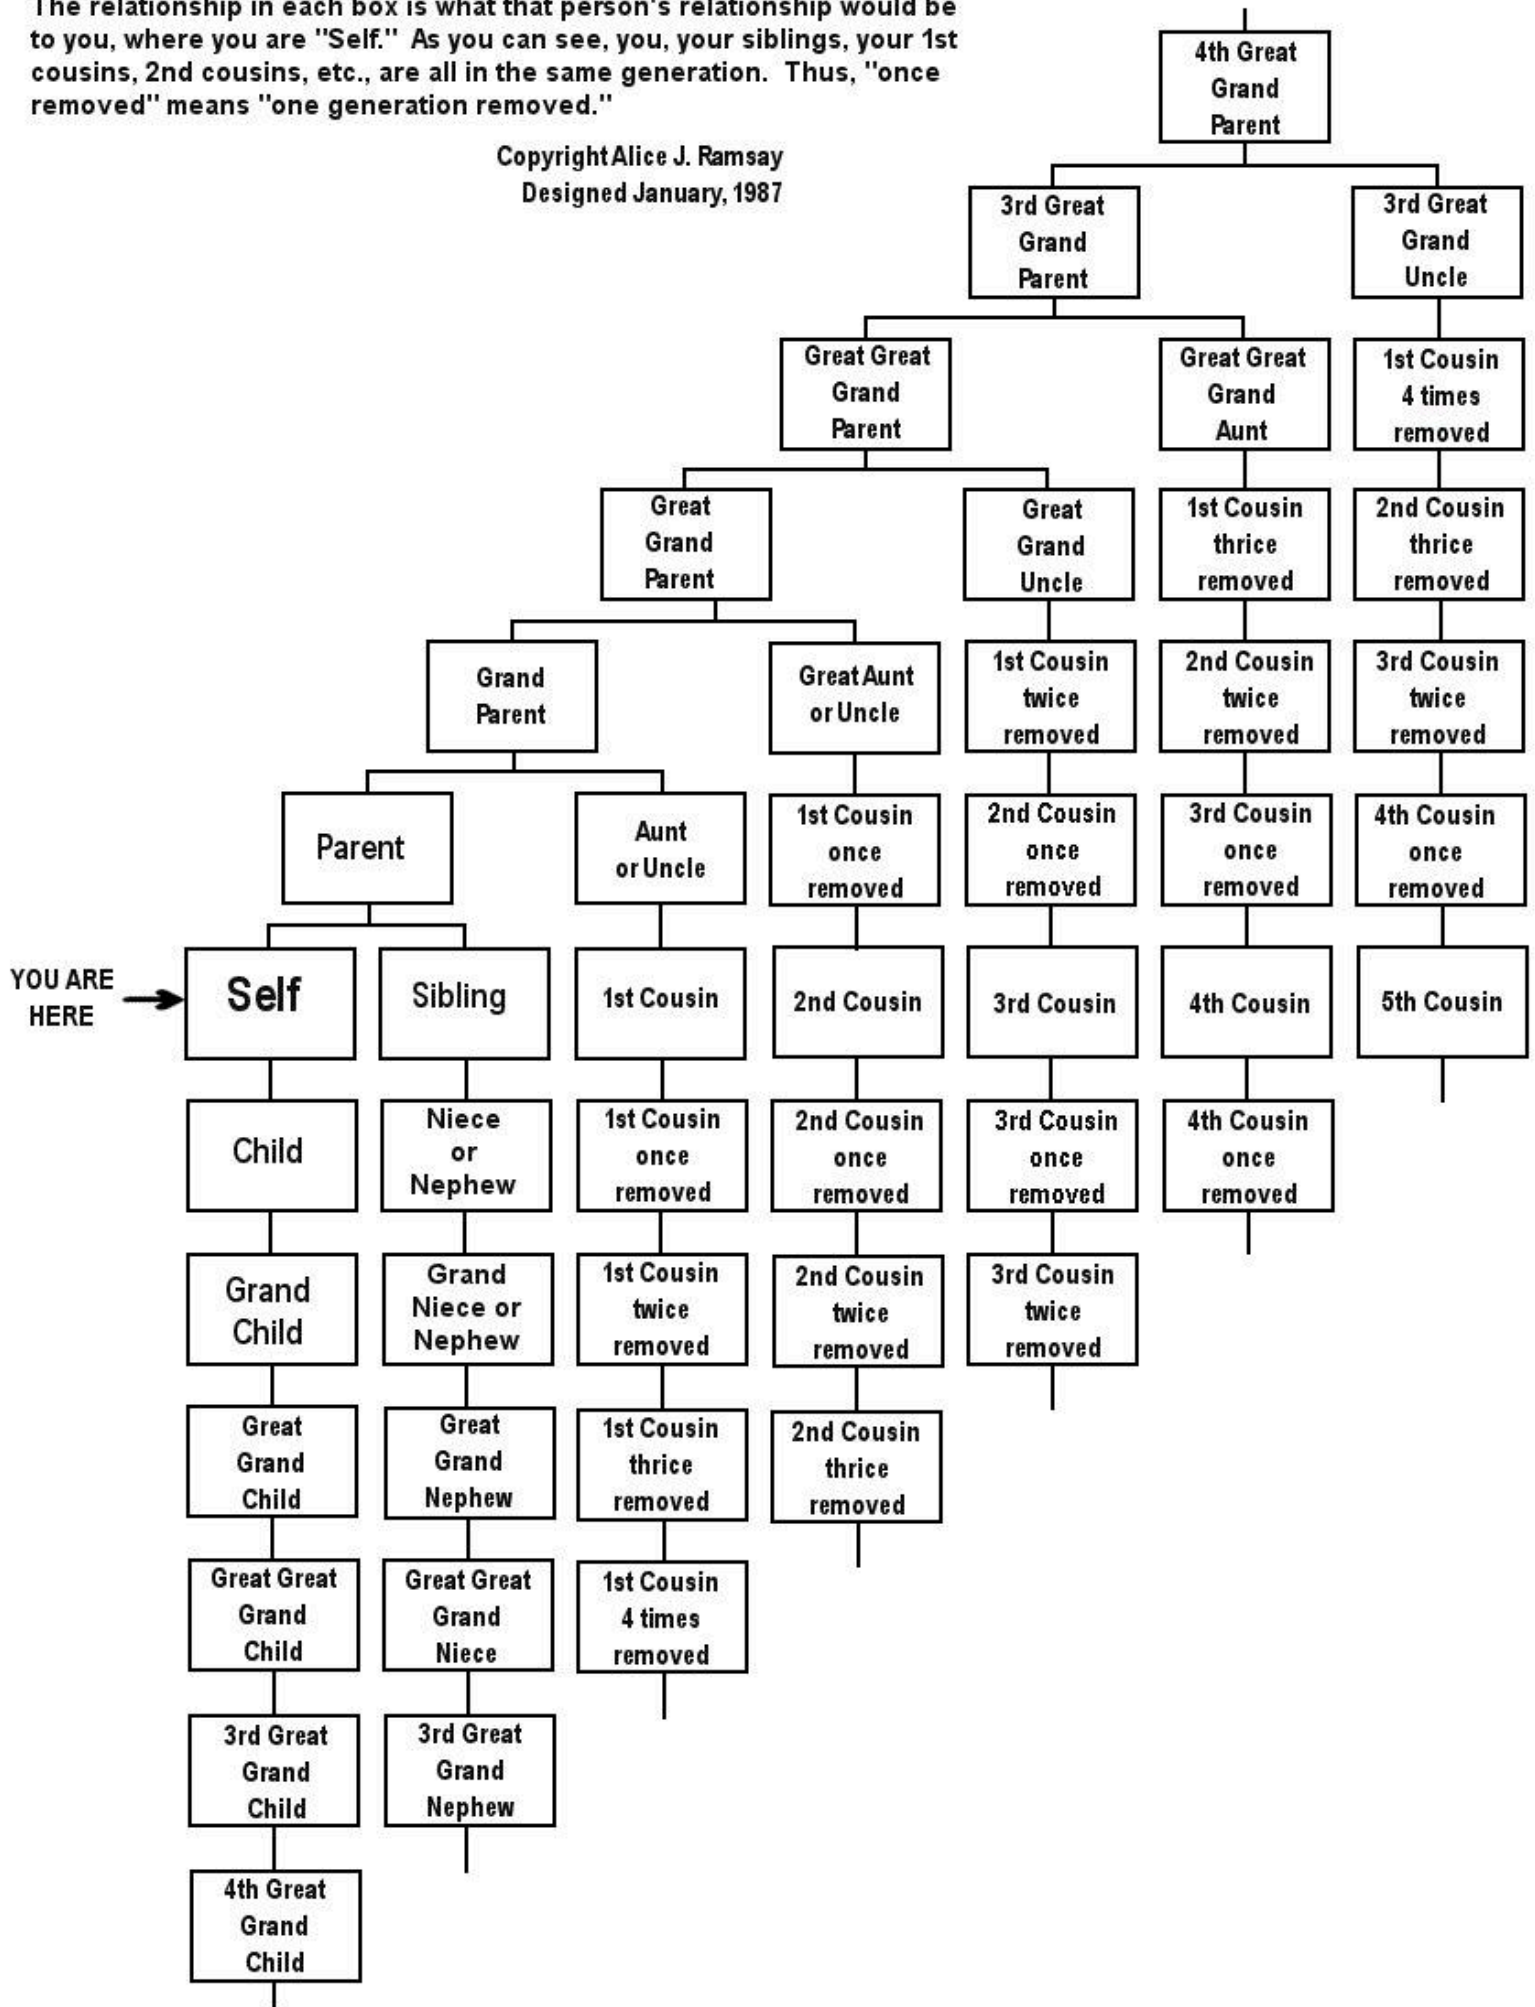 The relationship in each box is what that person's relationship would be
to you, where you are "Self." As you can see, you, your siblings, your 1st
cousins, 2nd cousins, etc., are all in the same generation. Thus, "once
removed" means "one generation removed."
Copyright Alice J. Ramsay
Designed January, 1987
4th Great
Grand
Parent
3rd Great
Grand
Parent
3rd Great
Grand
Uncle
Great Great
Grand
Parent
Great Great
Grand
Aunt
1st Cousin
4 times
removed
Great
Grand
Parent
Great
Grand
Uncle
1st Cousin
thrice
removed
2nd Cousin
thrice
removed
Grand
Parent
Great Aunt
or Uncle
1st Cousin
twice
removed
2nd Cousin
twice
removed
3rd Cousin
twice
removed
Parent
Aunt
or Uncle
1st Cousin
once
removed
2nd Cousin
once
removed
3rd Cousin
once
removed
4th Cousin
once
removed
YOU ARE
HERE
Self
Sibling
1st Cousin
2nd Cousin
3rd Cousin
4th Cousin
5th Cousin
Child
Niece
or
Nephew
1st Cousin
once
removed
2nd Cousin
once
removed
3rd Cousin
once
removed
4th Cousin
once
removed
Grand
Child
Grand
Niece or
Nephew
1st Cousin
twice
removed
2nd Cousin
twice
removed
3rd Cousin
twice
removed
Great
Grand
Child
Great
Grand
Nephew
1st Cousin
thrice
removed
2nd Cousin
thrice
removed
Great Great
Grand
Child
Great Great
Grand
Niece
1st Cousin
4 times
removed
3rd Great
Grand
Child
3rd Great
Grand
Nephew
4th Great
Grand
Child